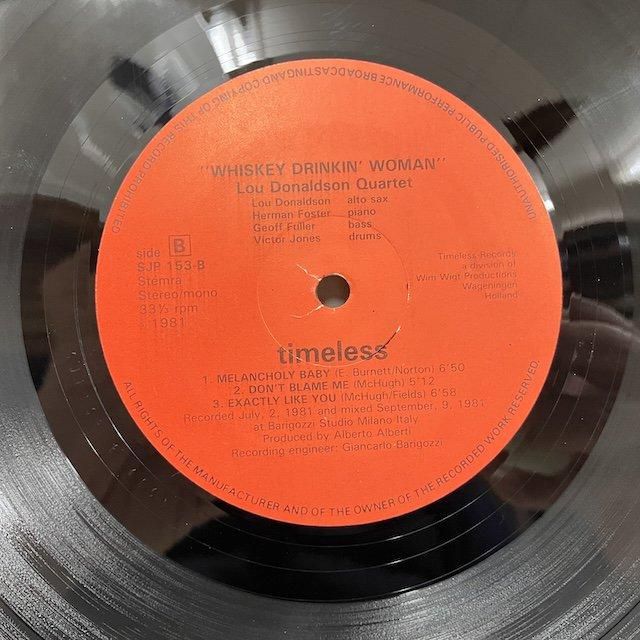 "WHISKEY DRINKIN' WOMAN"
Lou Donaldson Quartet
Lou Donaldson alto sax
Herman Foster piano
Geoff Fuller bass
Victor Jones drums
side B
SJP 153-B
Stemra
Stereo/mono
33⅓ rpm
1981
Timeless Records
a division of
Wim Wigt Productions
Wageningen
Holland
timeless
1. MELANCHOLY BABY (E. Burnett/Norton) 6'50
2. DON'T BLAME ME (McHugh) 5'12
3. EXACTLY LIKE YOU (McHugh/Fields) 6'58
Recorded July, 2, 1981 and mixed September, 9, 1981
at Barigozzi Studio Milano Italy
Produced by Alberto Alberti
Recording engineer: Giancarlo Barigozzi
ALL RIGHTS OF THE MANUFACTURER AND OF THE OWNER OF THE RECORDED WORK RESERVED.
UNAUTHORISED PUBLIC PERFORMANCE BROADCASTING AND COPYING OF THIS RECORD PROHIBITED